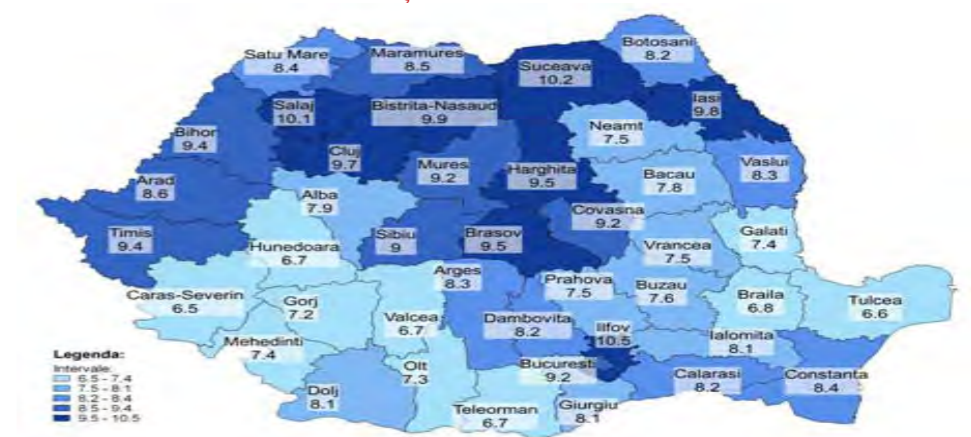 Botosani
8.2
Satu Mare
8.4
Maramures
8.5
Suceava
10.2
Iasi
9.8
Salaj
10.1
Bistrita-Nasaud
9.9
Neamt
7.5
Bihor
9.4
Cluj
9.7
Mures
9.2
Harghita
9.5
Bacau
7.8
Vaslui
8.3
Arad
8.6
Alba
7.9
Covasna
9.2
Timis
9.4
Hunedoara
6.7
Sibiu
9
Brasov
9.5
Vrancea
7.5
Galati
7.4
Caras-Severin
6.5
Gorj
7.2
Arges
8.3
Prahova
7.5
Buzau
7.6
Braila
6.8
Tulcea
6.6
Valcea
6.7
Dambovita
8.2
Ilfov
10.5
Ialomita
8.1
Mehedinti
7.4
Olt
7.3
Bucuresti
9.2
Calarasi
8.2
Constanta
8.4
Dolj
8.1
Teleorman
6.7
Giurgiu
8.1
Legenda:
Intervale:
6.5 - 7.4
7.5 - 8.1
8.2 - 8.4
8.5 - 9.4
9.5 - 10.5